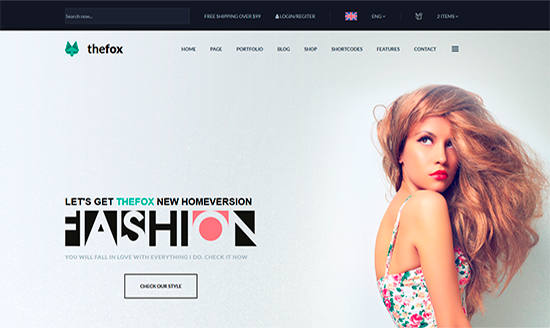 Search now...
FREE SHIPPING OVER $99
LOGIN/REGITER
ENG
2 ITEMS
thefox
HOME PAGE PORTFOLIO BLOG SHOP SHORTCODES FEATURES CONTACT
LET'S GET THEFOX NEW HOMEVERSION
FASHION
YOU WILL FALL IN LOVE WITH EVERYTHING I DO. CHECK IT NOW
CHECK OUR STYLE